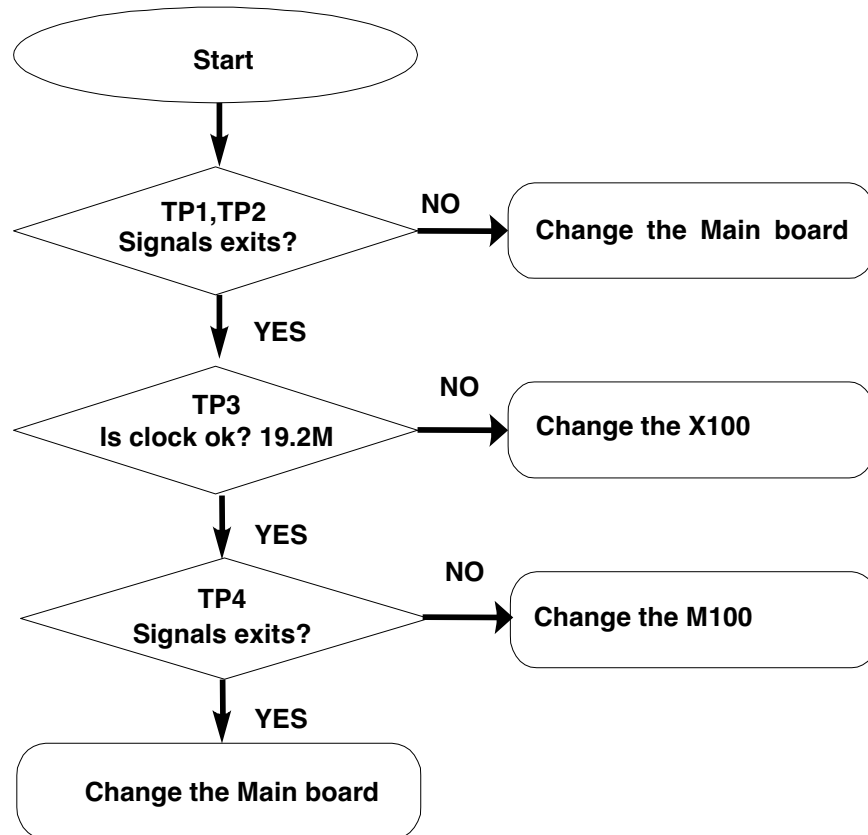 Start
TP1,TP2
Signals exits?
NO
Change the Main board
YES
TP3
Is clock ok? 19.2M
NO
Change the X100
YES
TP4
Signals exits?
NO
Change the M100
YES
Change the Main board